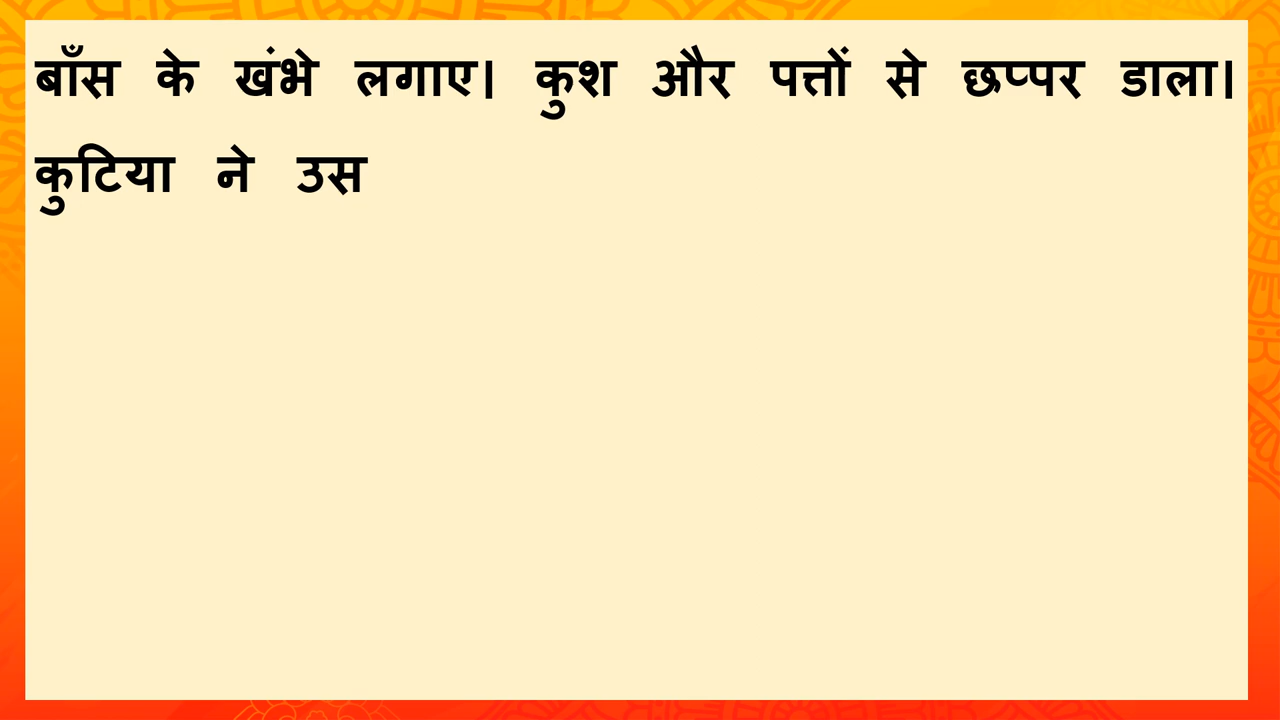 बाँस के खंभे लगाए। कुश और पत्तों से छप्पर डाला।
कुटिया ने उस